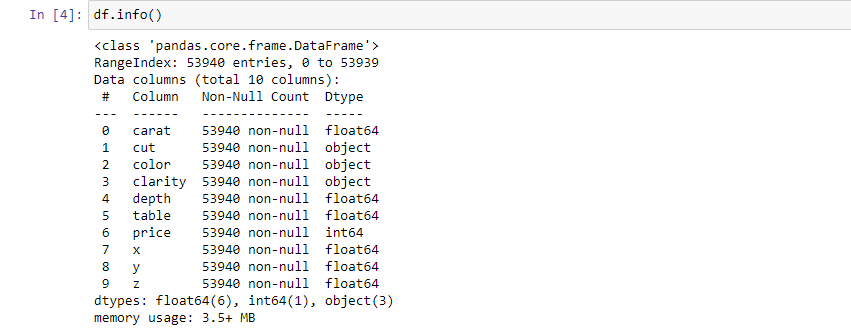 In [4]: df.info()
<class 'pandas.core.frame.DataFrame'>
RangeIndex: 53940 entries, 0 to 53939
Data columns (total 10 columns):
 #   Column   Non-Null Count  Dtype
---  ------   --------------  -----
 0   carat    53940 non-null  float64
 1   cut      53940 non-null  object
 2   color    53940 non-null  object
 3   clarity  53940 non-null  object
 4   depth    53940 non-null  float64
 5   table    53940 non-null  float64
 6   price    53940 non-null  int64
 7   x        53940 non-null  float64
 8   y        53940 non-null  float64
 9   z        53940 non-null  float64
dtypes: float64(6), int64(1), object(3)
memory usage: 3.5+ MB